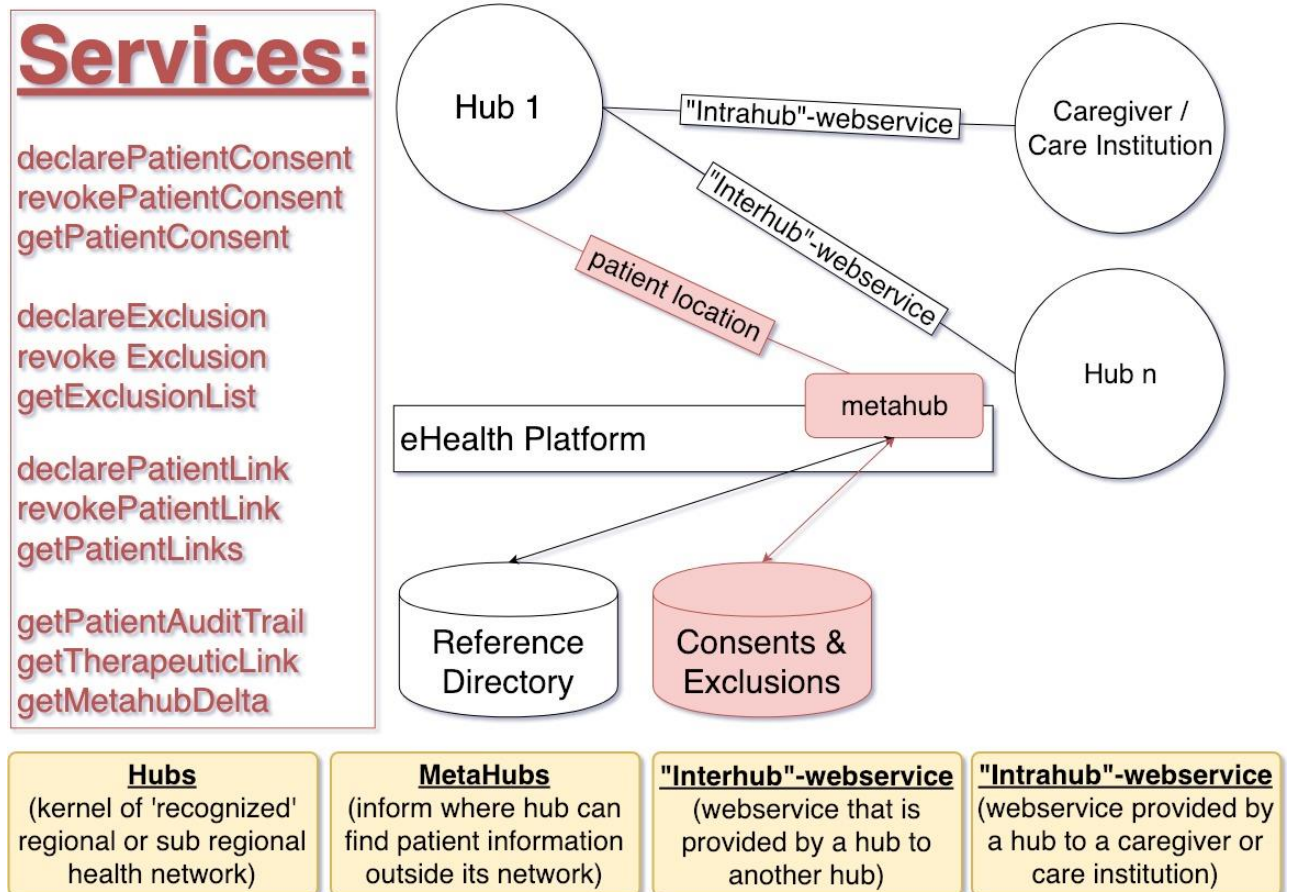 Services:
declarePatientConsent
revokePatientConsent
getPatientConsent
declareExclusion
revoke Exclusion
getExclusionList
declarePatientLink
revokePatientLink
getPatientLinks
getPatientAuditTrail
getTherapeuticLink
getMetahubDelta
Hub 1
"Intrahub"-webservice
Caregiver /
Care Institution
"Interhub"-webservice
patient location
Hub n
metahub
eHealth Platform
Reference
Directory
Consents &
Exclusions
Hubs
(kernel of 'recognized'
regional or sub regional
health network)
MetaHubs
(inform where hub can
find patient information
outside its network)
"Interhub"-webservice
(webservice that is
provided by a hub to
another hub)
"Intrahub"-webservice
(webservice provided by
a hub to a caregiver or
care institution)